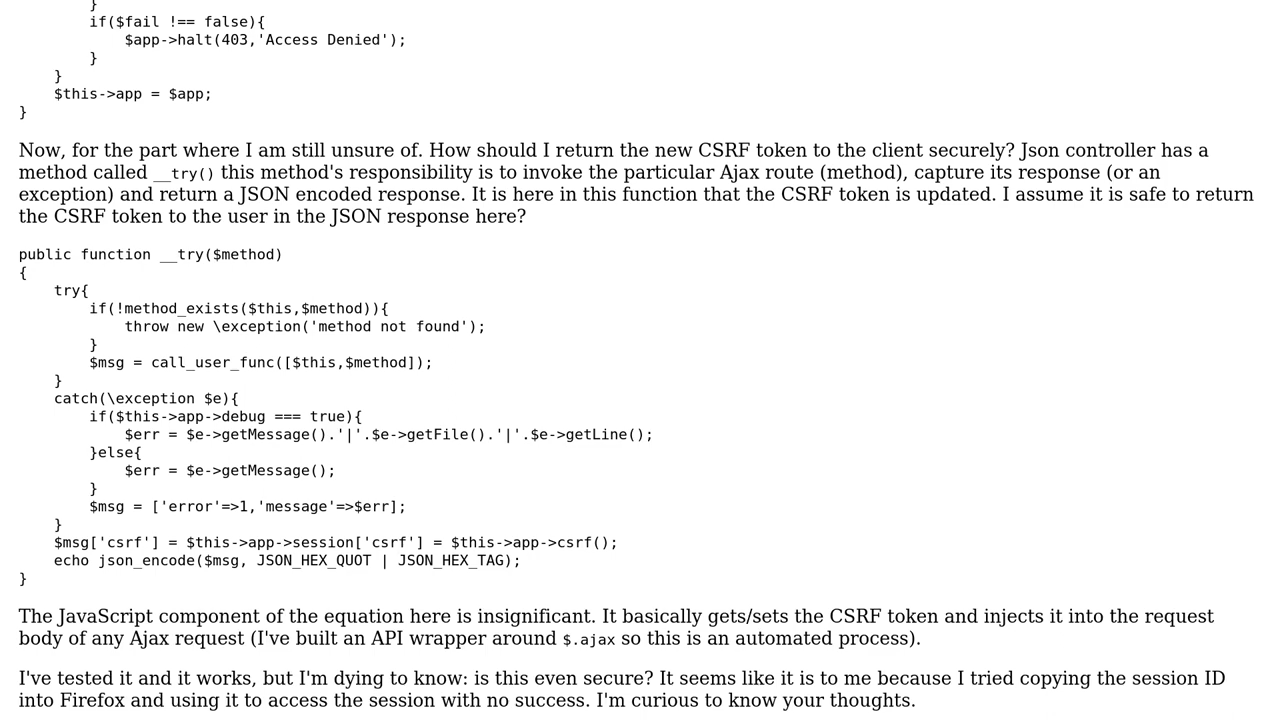 }
        if($fail !== false){
            $app->halt(403,'Access Denied');
        }
    }
    $this->app = $app;
}
Now, for the part where I am still unsure of. How should I return the new CSRF token to the client securely? Json controller has a
method called __try() this method's responsibility is to invoke the particular Ajax route (method), capture its response (or an
exception) and return a JSON encoded response. It is here in this function that the CSRF token is updated. I assume it is safe to return
the CSRF token to the user in the JSON response here?
public function __try($method)
{
    try{
        if(!method_exists($this,$method)){
            throw new \exception('method not found');
        }
        $msg = call_user_func([$this,$method]);
    }
    catch(\exception $e){
        if($this->app->debug === true){
            $err = $e->getMessage().'|'.$e->getFile().'|'.$e->getLine();
        }else{
            $err = $e->getMessage();
        }
        $msg = ['error'=>1,'message'=>$err];
    }
    $msg['csrf'] = $this->app->session['csrf'] = $this->app->csrf();
    echo json_encode($msg, JSON_HEX_QUOT | JSON_HEX_TAG);
}
The JavaScript component of the equation here is insignificant. It basically gets/sets the CSRF token and injects it into the request
body of any Ajax request (I've built an API wrapper around $.ajax so this is an automated process).
I've tested it and it works, but I'm dying to know: is this even secure? It seems like it is to me because I tried copying the session ID
into Firefox and using it to access the session with no success. I'm curious to know your thoughts.